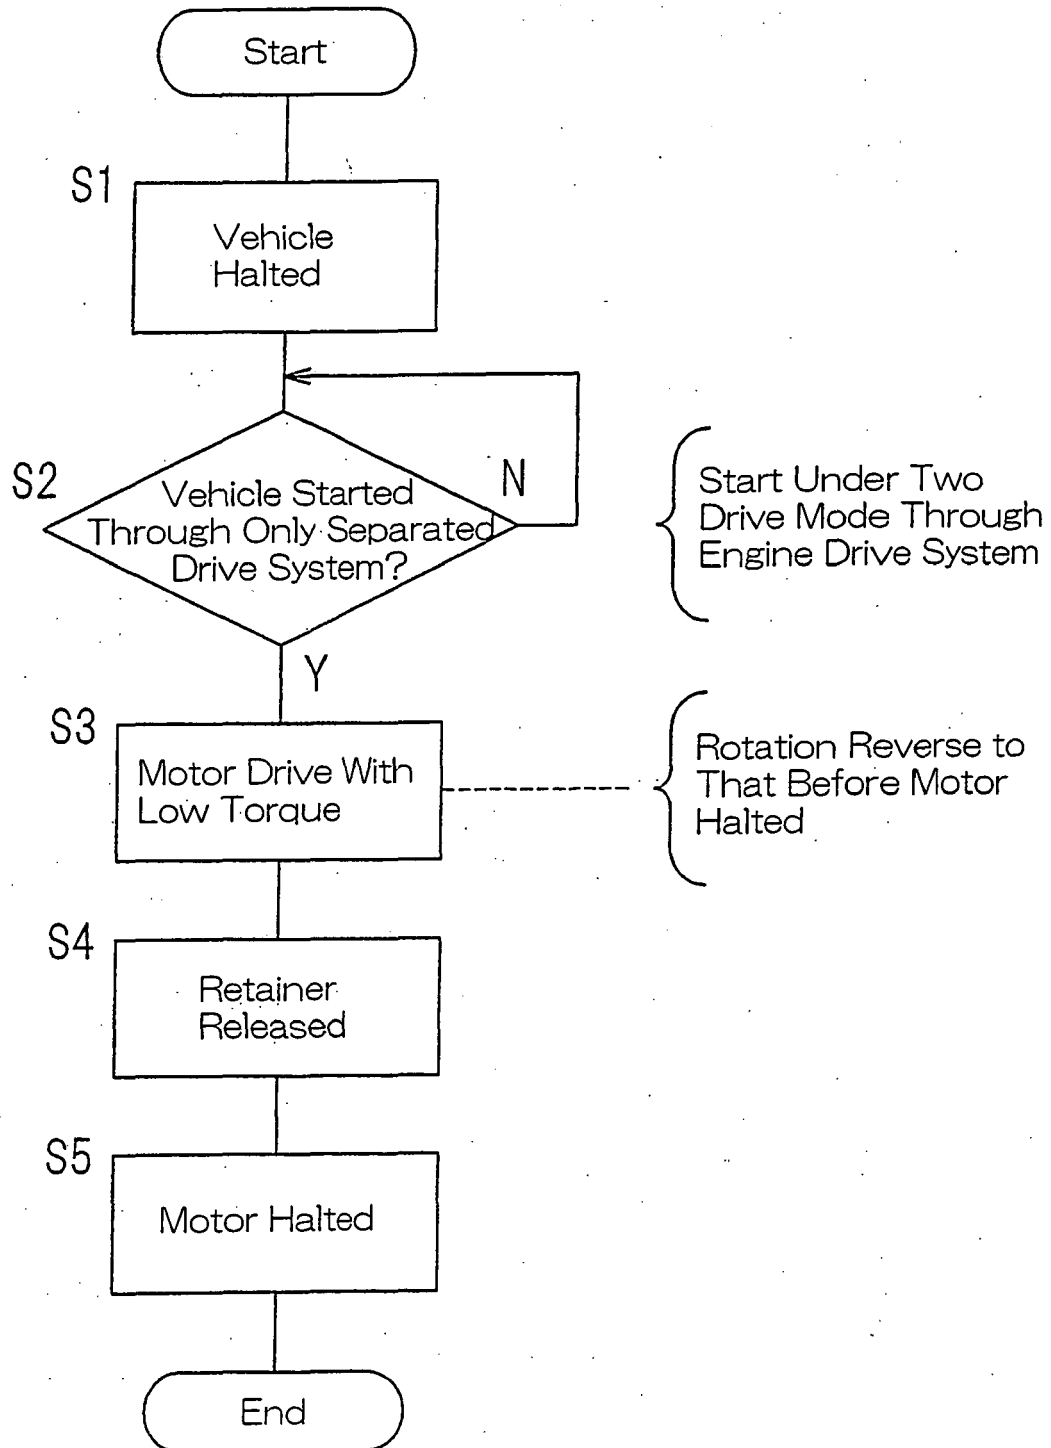 Start
S1
Vehicle
Halted
S2
Vehicle Started
Through Only Separated
Drive System?
N
Start Under Two
Drive Mode Through
Engine Drive System
Y
S3
Motor Drive With
Low Torque
Rotation Reverse to
That Before Motor
Halted
S4
Retainer
Released
S5
Motor Halted
End